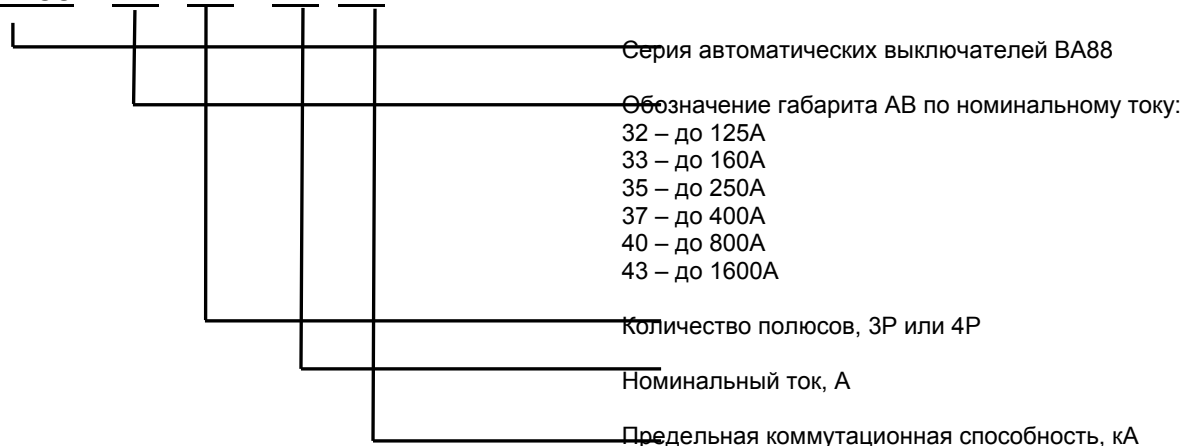 Серия автоматических выключателей ВА88
Обозначение габарита АВ по номинальному току:
32 – до 125А
33 – до 160А
35 – до 250А
37 – до 400А
40 – до 800А
43 – до 1600А
Количество полюсов, 3Р или 4Р
Номинальный ток, А
Предельная коммутационная способность, кА